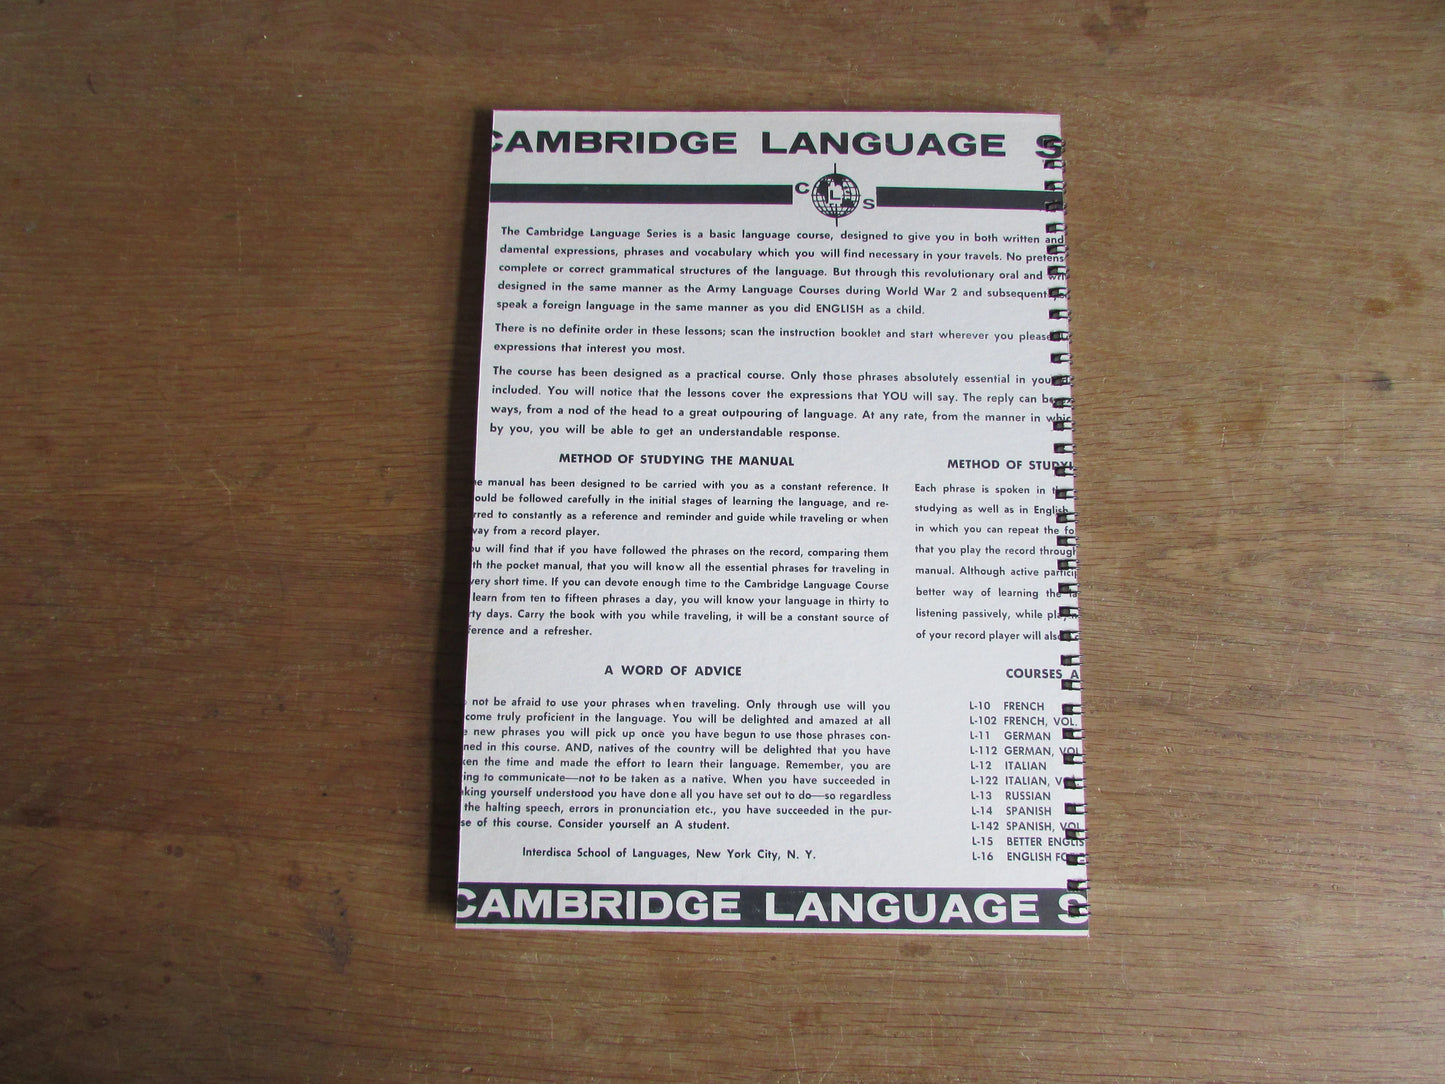 CAMBRIDGE LANGUAGE S
C L S
The Cambridge Language Series is a basic language course, designed to give you in both written and
damental expressions, phrases and vocabulary which you will find necessary in your travels. No pretens
complete or correct grammatical structures of the language. But through this revolutionary oral and
designed in the same manner as the Army Language Courses during World War 2 and subsequent
speak a foreign language in the same manner as you did ENGLISH as a child.
There is no definite order in these lessons; scan the instruction booklet and start wherever you please
expressions that interest you most.
The course has been designed as a practical course. Only those phrases absolutely essential in you
included. You will notice that the lessons cover the expressions that YOU will say. The reply can be
ways, from a nod of the head to a great outpouring of language. At any rate, from the manner in whic
by you, you will be able to get an understandable response.
METHOD OF STUDYING THE MANUAL
e manual has been designed to be carried with you as a constant reference. It
ould be followed carefully in the initial stages of learning the language, and re-
rred to constantly as a reference and reminder and guide while traveling or when
vay from a record player.
u will find that if you have followed the phrases on the record, comparing them
th the pocket manual, that you will know all the essential phrases for traveling in
very short time. If you can devote enough time to the Cambridge Language Course
learn from ten to fifteen phrases a day, you will know your language in thirty to
rty days. Carry the book with you while traveling, it will be a constant source of
ference and a refresher.
METHOD OF STUDYI
Each phrase is spoken in t
studying as well as in English
in which you can repeat the fo
that you play the record through
manual. Although active particip
better way of learning the la
listening passively, while play
of your record player will also
A WORD OF ADVICE
not be afraid to use your phrases when traveling. Only through use will you
come truly proficient in the language. You will be delighted and amazed at all
e new phrases you will pick up once you have begun to use those phrases con-
ned in this course. AND, natives of the country will be delighted that you have
ken the time and made the effort to learn their language. Remember, you are
ing to communicate—not to be taken as a native. When you have succeeded in
aking yourself understood you have done all you have set out to do—so regardless
the halting speech, errors in pronunciation etc., you have succeeded in the pur-
se of this course. Consider yourself an A student.
Interdisca School of Languages, New York City, N. Y.
COURSES A
L-10 FRENCH
L-102 FRENCH, VOL.
L-11 GERMAN
L-112 GERMAN, VOL
L-12 ITALIAN
L-122 ITALIAN, V
L-13 RUSSIAN
L-14 SPANISH
L-142 SPANISH, VOL
L-15 BETTER ENGLIS
L-16 ENGLISH FO
CAMBRIDGE LANGUAGE S